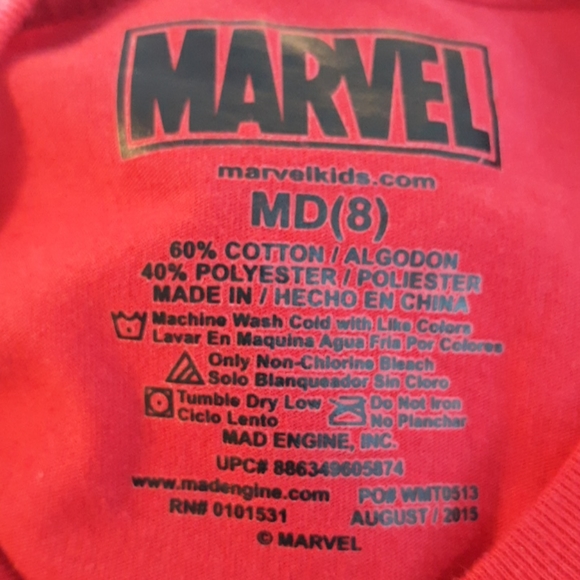 MARVEL
marvelkids.com
MD(8)
60% COTTON / ALGODON
40% POLYESTER / POLIESTER
MADE IN / HECHO EN CHINA
Machine Wash Cold with Like Colors
Lavar En Maquina Agua Fria Por Colores
Only Non-Chlorine Bleach
Solo Blanqueador Sin Cloro
Tumble Dry Low Do Not Iron
Ciclo Lento No Planchar
MAD ENGINE, INC.
UPC# 886349605874
www.madengine.com PO# WMT0513
RN# 0101531 AUGUST / 2015
© MARVEL